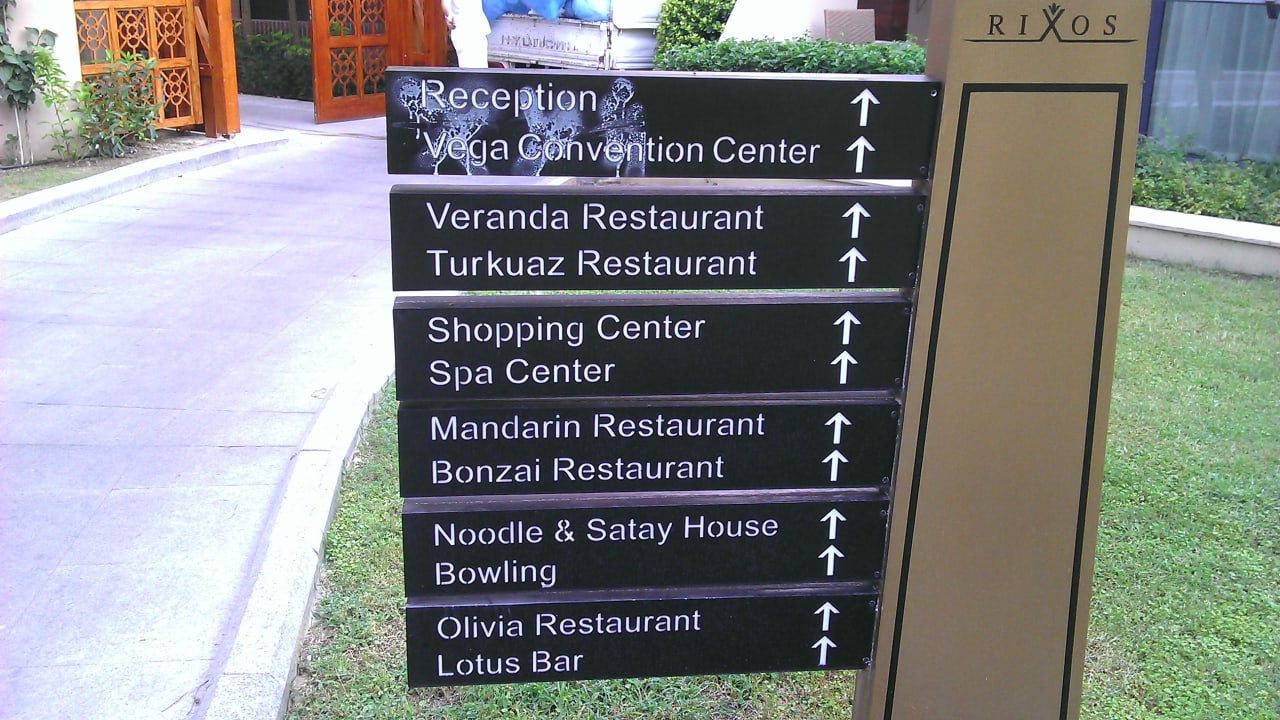 RIXOS
HYUNDAI
Reception ↑
Vega Convention Center ↑
Veranda Restaurant ↑
Turkuaz Restaurant ↑
Shopping Center ↑
Spa Center ↑
Mandarin Restaurant ↑
Bonzai Restaurant ↑
Noodle & Satay House ↑
Bowling ↑
Olivia Restaurant ↑
Lotus Bar ↑